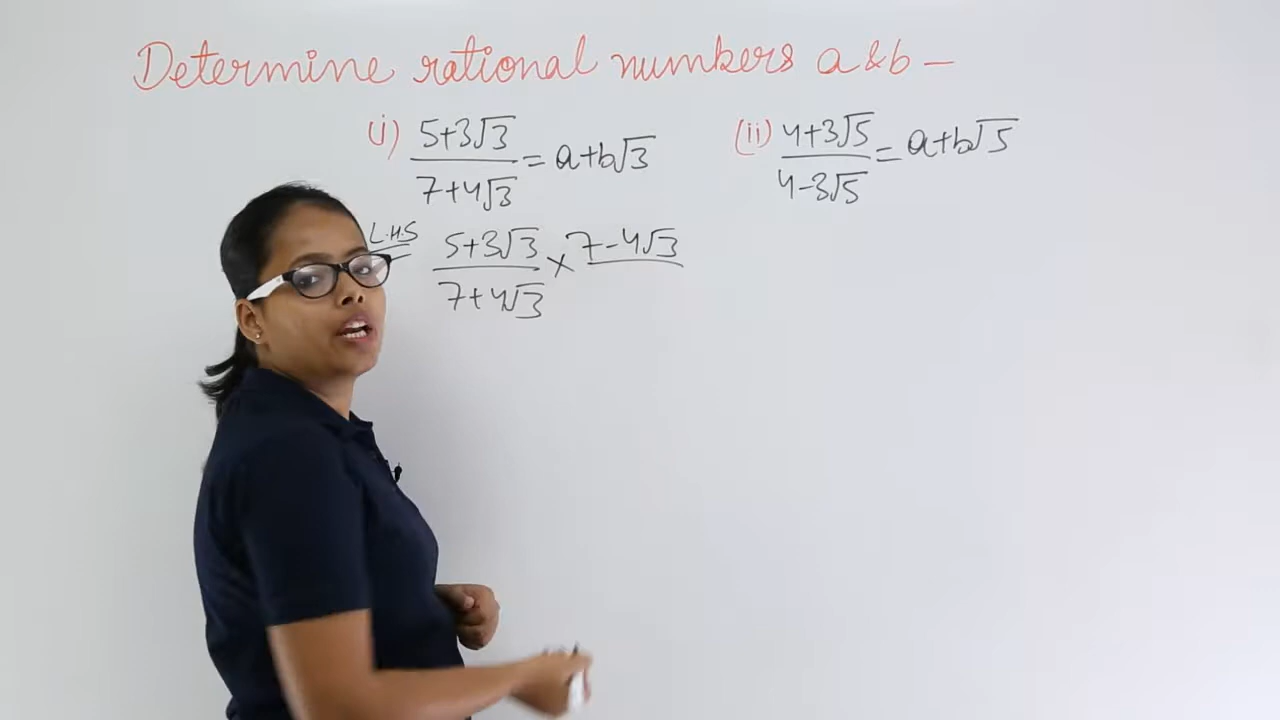 Determine rational numbers a & b —
(i) 5+3√3 / 7+4√3 = a+b√3
(ii) 4+3√5 / 4-3√5 = a+b√5
L.H.S 5+3√3 / 7+4√3 × 7-4√3